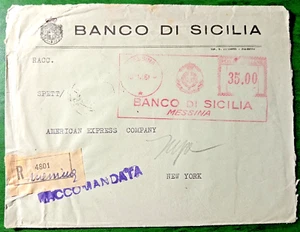 BANCO DI SICILIA
RACC.
35.00
SPETT/
BANCO DI SICILIA
MESSINA
AMERICAN EXPRESS COMPANY
NEW YORK
R
4801
RACCOMANDATA